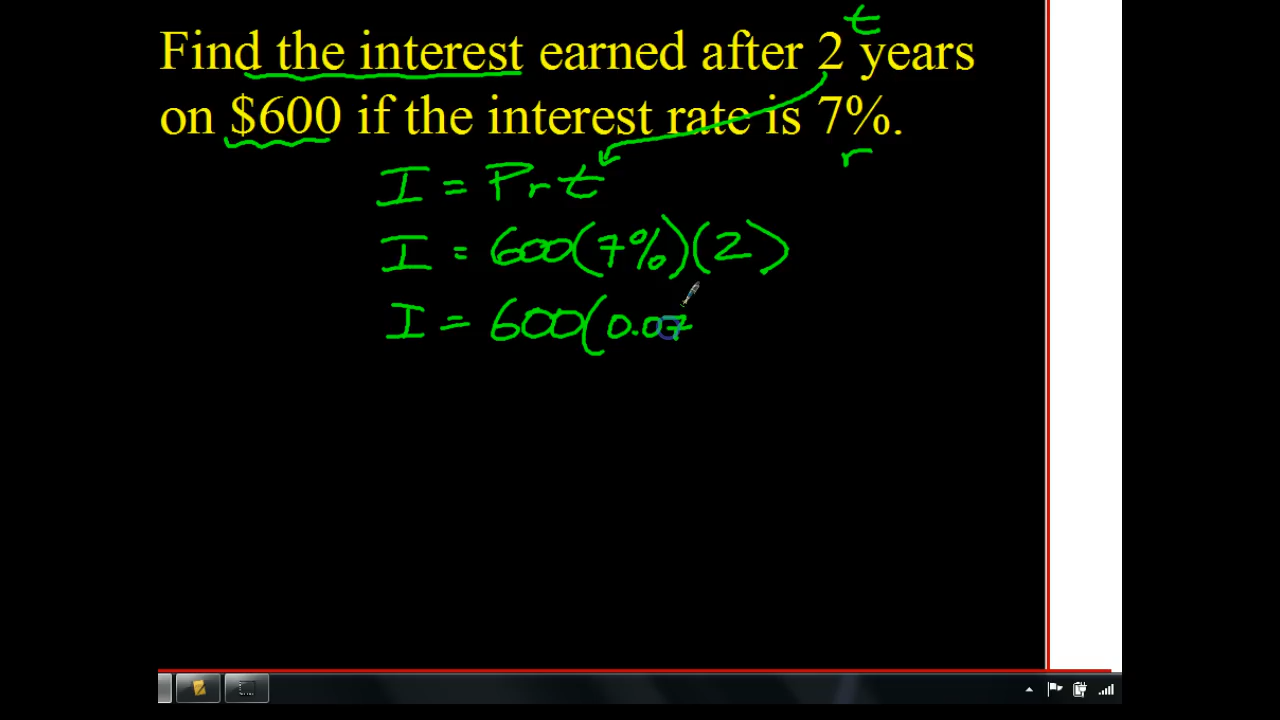 t
Find the interest earned after 2 years
on $600 if the interest rate is 7%.
r
I = Prt
I = 600(7%)(2)
I = 600(0.07